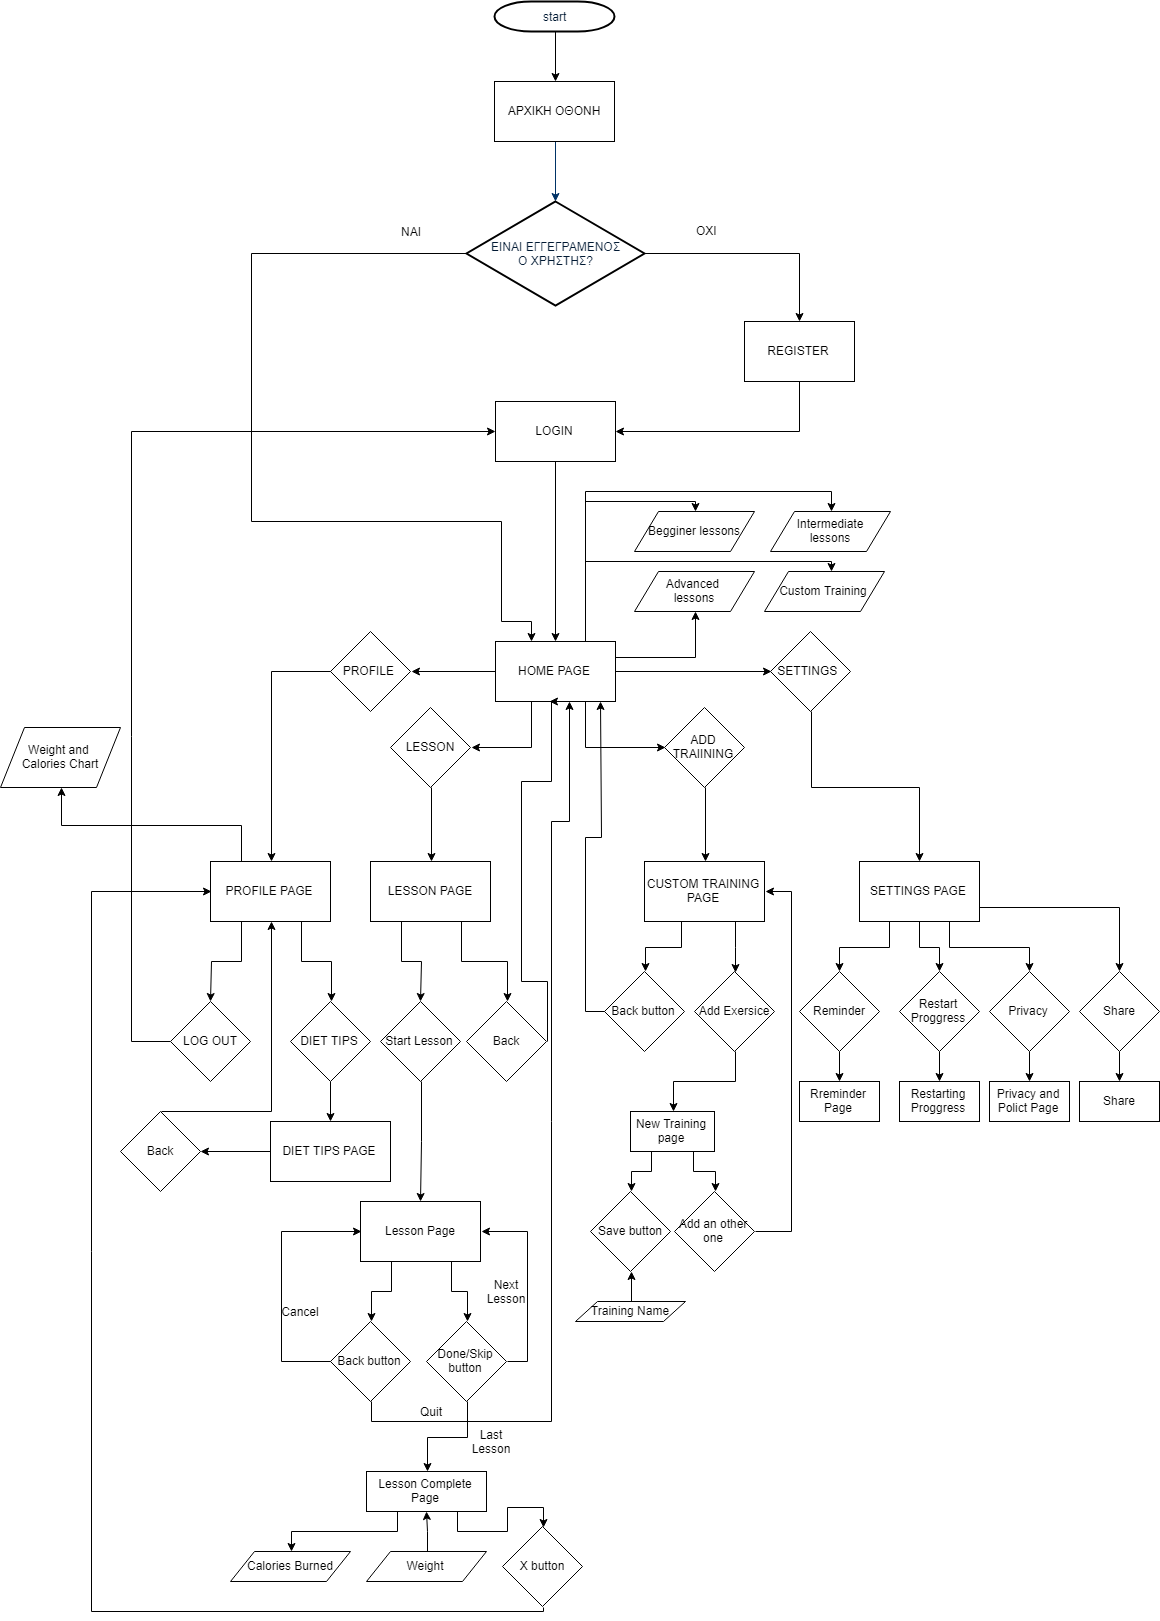 start
ΑΡΧΙΚΗ ΟΘΟΝΗ
ΝΑΙ
ΟΧΙ
ΕΙΝΑΙ ΕΓΓΕΓΡΑΜΕΝΟΣ
Ο ΧΡΗΣΤΗΣ?
REGISTER
LOGIN
Begginer lessons
Intermediate
lessons
Advanced
lessons
Custom Training
PROFILE
HOME PAGE
SETTINGS
LESSON
ADD
TRAIINING
Weight and
Calories Chart
PROFILE PAGE
LESSON PAGE
CUSTOM TRAINING
PAGE
SETTINGS PAGE
LOG OUT
DIET TIPS
Start Lesson
Back
Back button
Add Exersice
Reminder
Restart
Proggress
Privacy
Share
Rreminder
Page
Restarting
Proggress
Privacy and
Polict Page
Share
Back
DIET TIPS PAGE
New Training
page
Lesson Page
Save button
Add an other
one
Cancel
Next
Lesson
Training Name
Back button
Done/Skip
button
Quit
Last
Lesson
Lesson Complete
Page
Calories Burned
Weight
X button